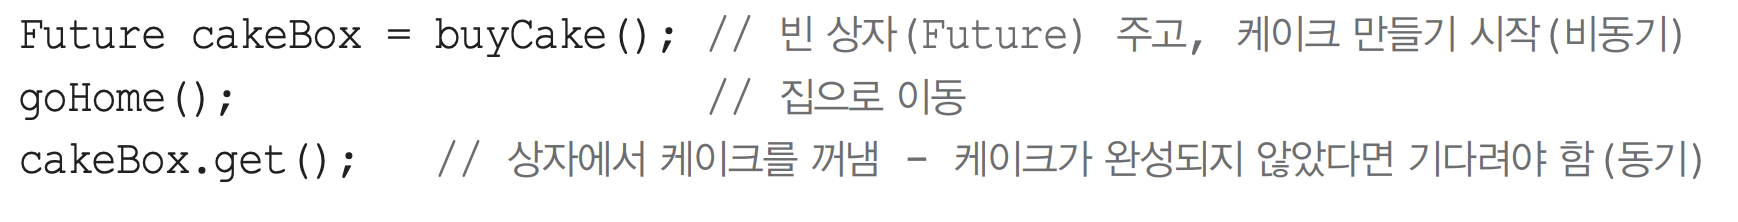 Future cakeBox = buyCake(); // 빈 상자(Future) 주고, 케이크 만들기 시작(비동기)
goHome(); // 집으로 이동
cakeBox.get(); // 상자에서 케이크를 꺼냄 - 케이크가 완성되지 않았다면 기다려야 함(동기)